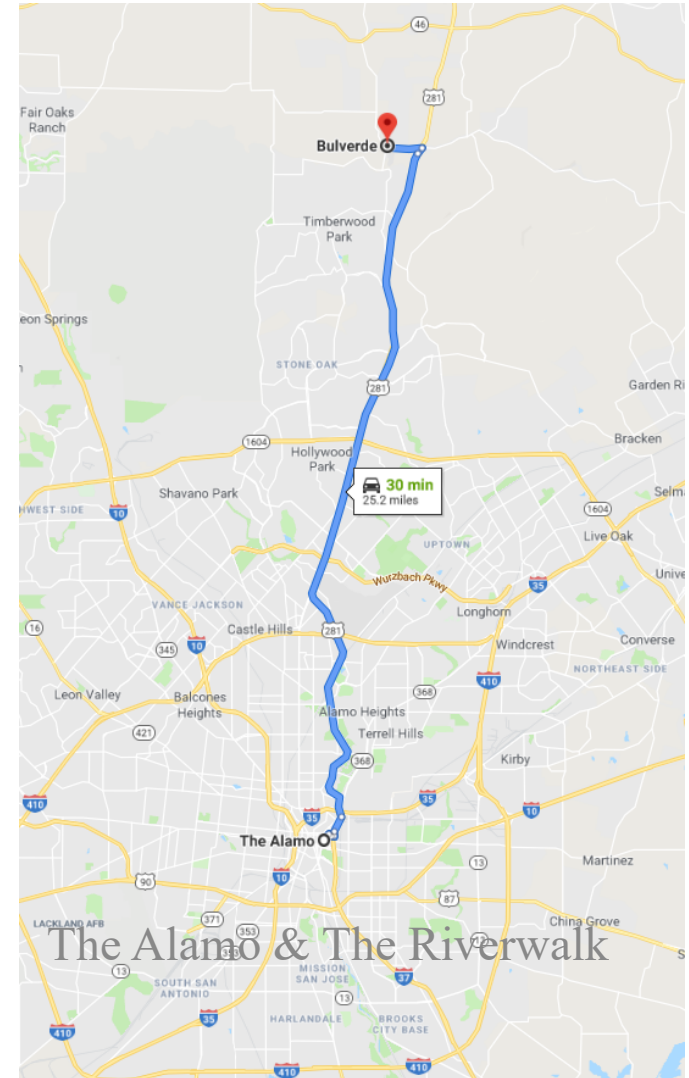 46
281
Fair Oaks
Ranch
Bulverde
Timberwood
Park
eon Springs
STONE OAK
281
Garden Ri
1604
Hollywood
Park
Bracken
30 min
25.2 miles
Shavano Park
Selma
HWEST SIDE
10
1604
UPTOWN
Live Oak
Wurzbach Pkwy
35
Unive
VANCE JACKSON
Longhorn
16
Castle Hills
281
345
10
Windcrest
Converse
NORTHEAST SIDE
410
Leon Valley
Balcones
Heights
368
Alamo Heights
421
Terrell Hills
368
Kirby
410
35
35
10
The Alamo
13
Martinez
10
90
87
371
China Grove
LACKLAND AFB
353
353
12
The Alamo & The Riverwalk
S
13
MISSION
SAN JOSE
SOUTH SAN
ANTONIO
37
13
35
HARLANDALE
BROOKS
CITY BASE
410
410
410